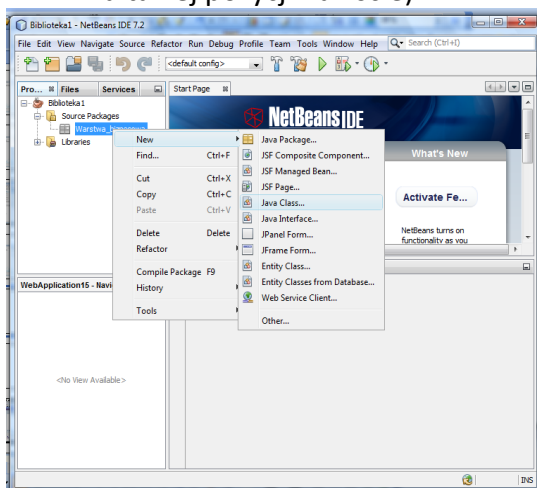 Biblioteka1 - NetBeans IDE 7.2
File Edit View Navigate Source Refactor Run Debug Profile Team Tools Window Help
Search (Ctrl+I)
<default config>
Pro...
Files
Services
Start Page
Biblioteka1
Source Packages
Libraries
NetBeans IDE
What's New
Activate Fe...
NetBeans turns on
functionality as you
New
Find... Ctrl+F
Cut Ctrl+X
Copy Ctrl+C
Paste Ctrl+V
Delete Delete
Refactor
Compile Package F9
History
Tools
Java Package...
JSF Composite Component...
JSF Managed Bean...
JSF Page...
Java Class...
Java Interface...
JPanel Form...
JFrame Form...
Entity Class...
Entity Classes from Database...
Web Service Client...
Other...
WebApplication15 - Navi
<No View Available>
INS